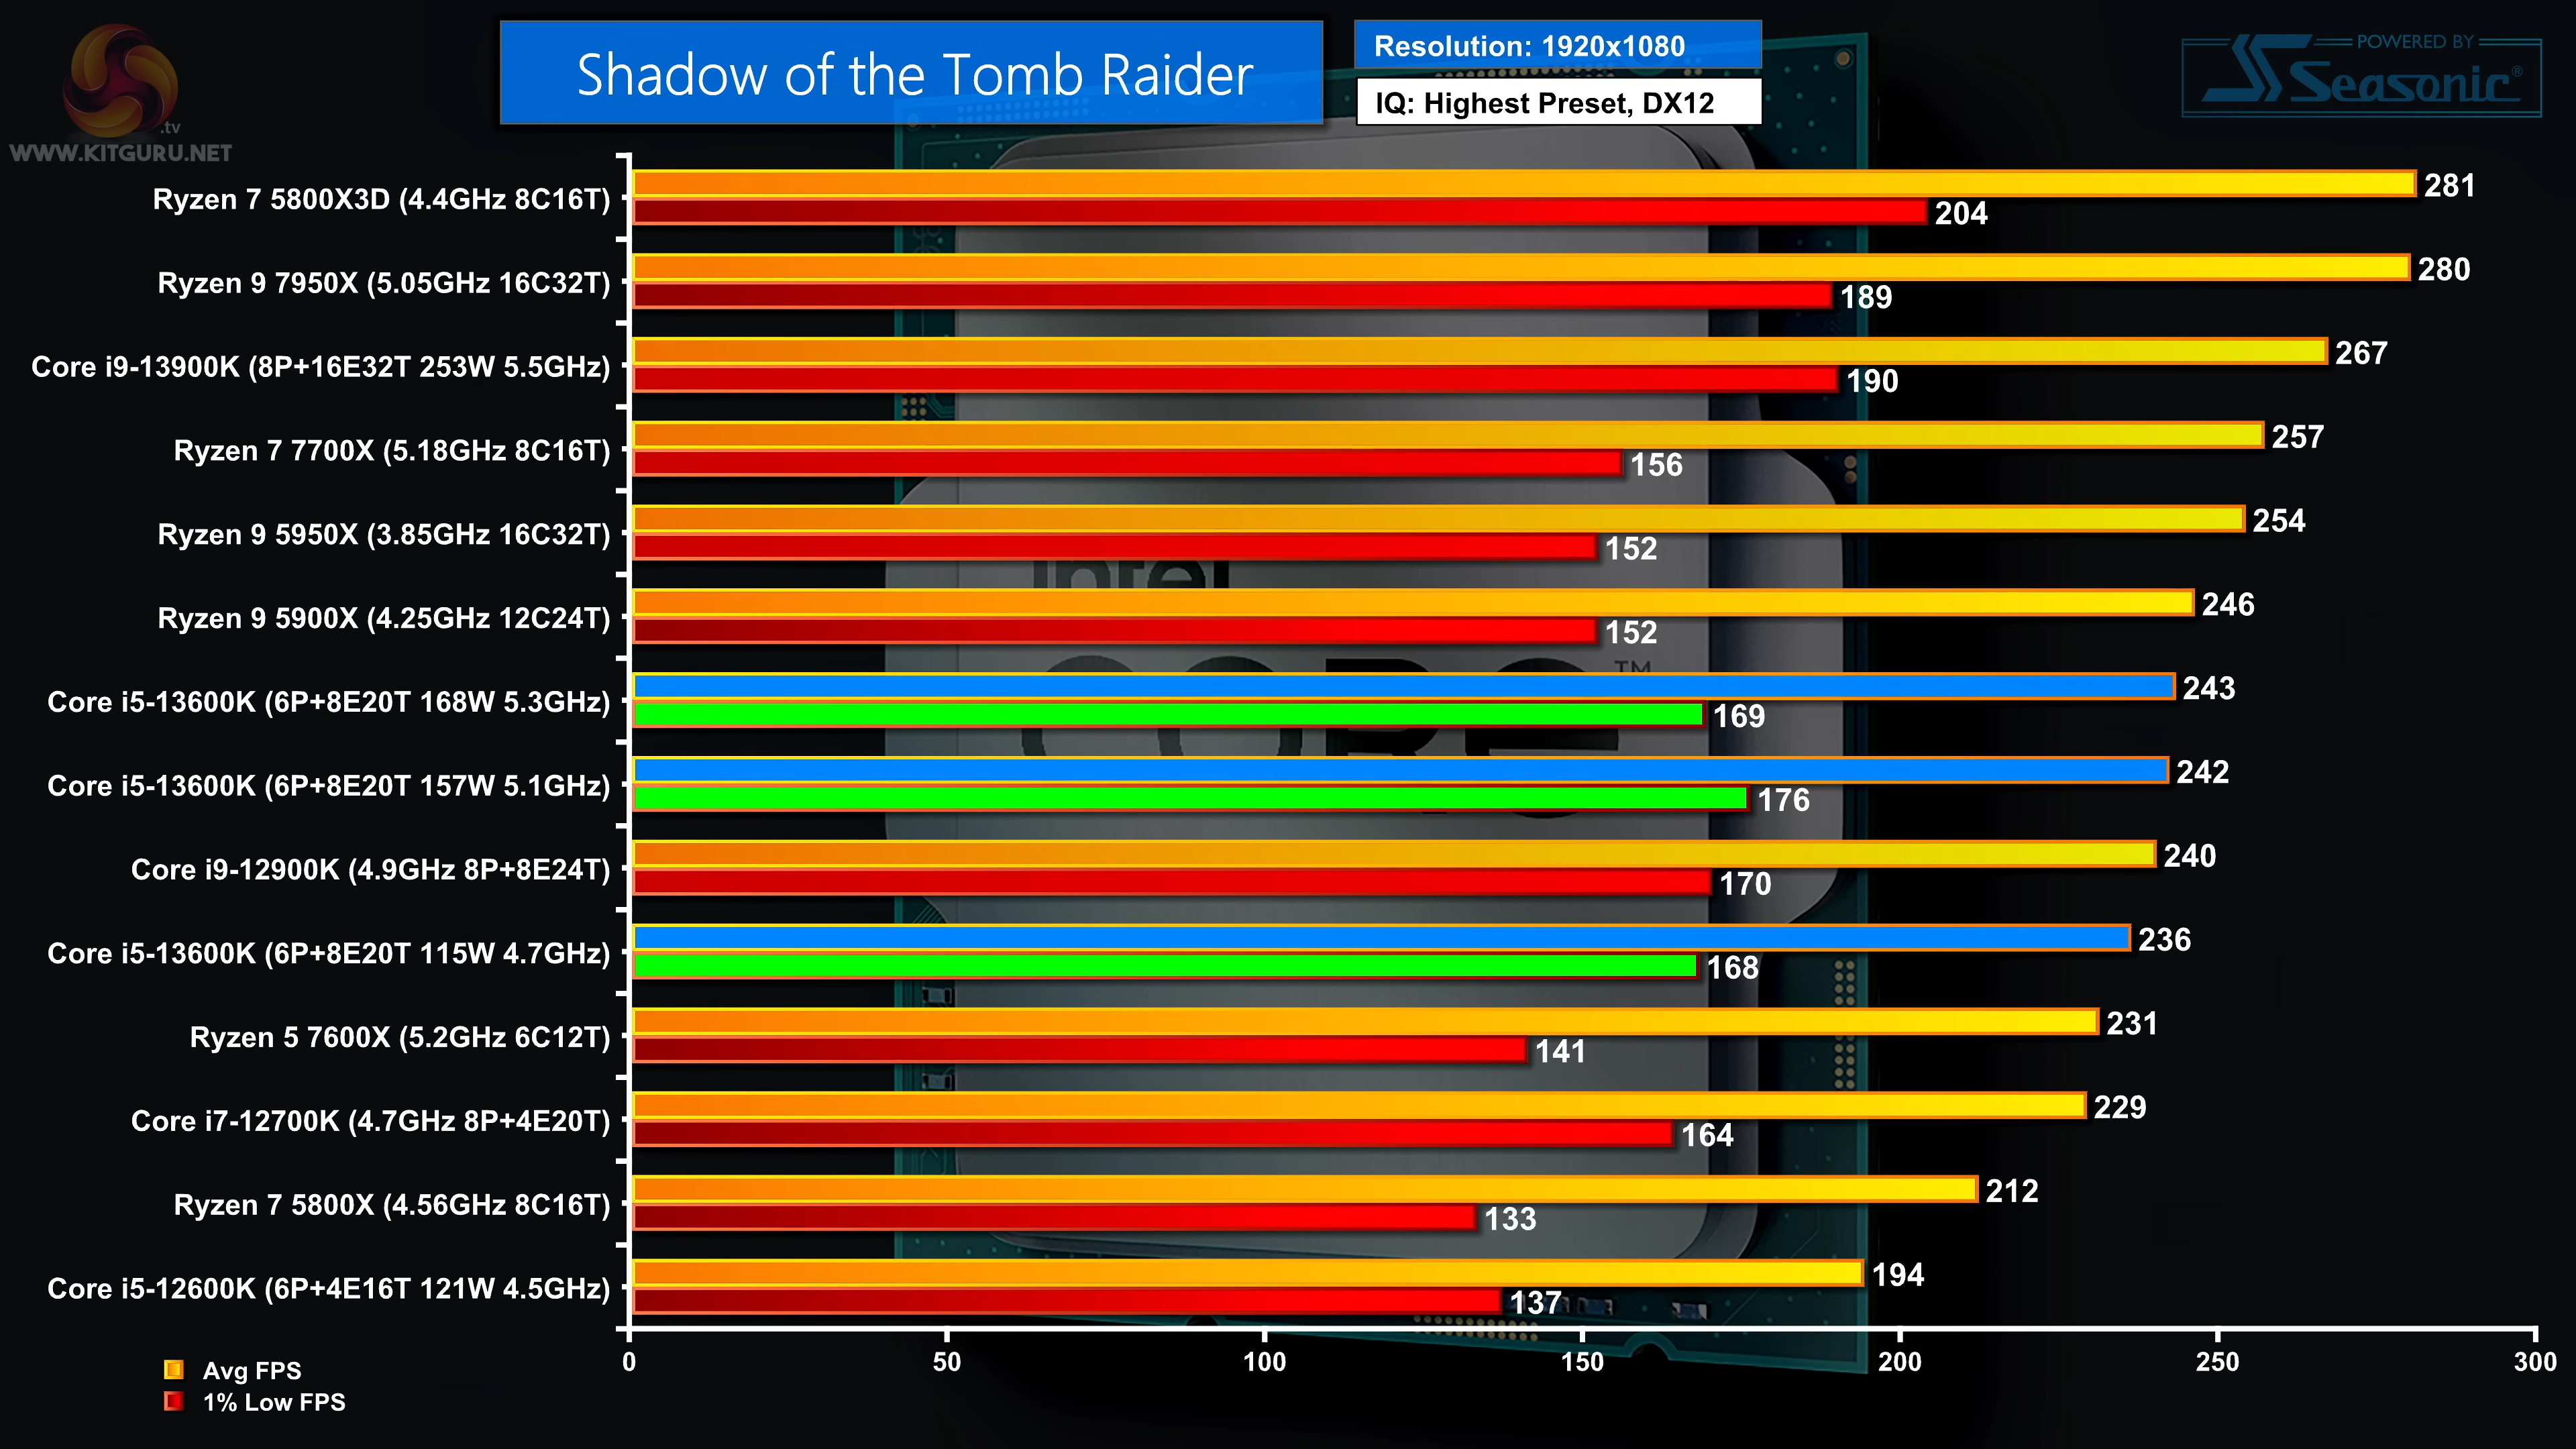 Shadow of the Tomb Raider
Resolution: 1920x1080
IQ: Highest Preset, DX12
POWERED BY
Seasonic®
.tv
WWW.KITGURU.NET
Ryzen 7 5800X3D (4.4GHz 8C16T)
281
204
Ryzen 9 7950X (5.05GHz 16C32T)
280
189
Core i9-13900K (8P+16E32T 253W 5.5GHz)
267
190
Ryzen 7 7700X (5.18GHz 8C16T)
257
156
Ryzen 9 5950X (3.85GHz 16C32T)
254
152
intel
Ryzen 9 5900X (4.25GHz 12C24T)
246
152
CORE™
Core i5-13600K (6P+8E20T 168W 5.3GHz)
243
169
Core i5-13600K (6P+8E20T 157W 5.1GHz)
242
176
Core i9-12900K (4.9GHz 8P+8E24T)
240
170
Core i5-13600K (6P+8E20T 115W 4.7GHz)
236
168
Ryzen 5 7600X (5.2GHz 6C12T)
231
141
Core i7-12700K (4.7GHz 8P+4E20T)
229
164
Ryzen 7 5800X (4.56GHz 8C16T)
212
133
Core i5-12600K (6P+4E16T 121W 4.5GHz)
194
137
0 50 100 150 200 250 300
Avg FPS
1% Low FPS